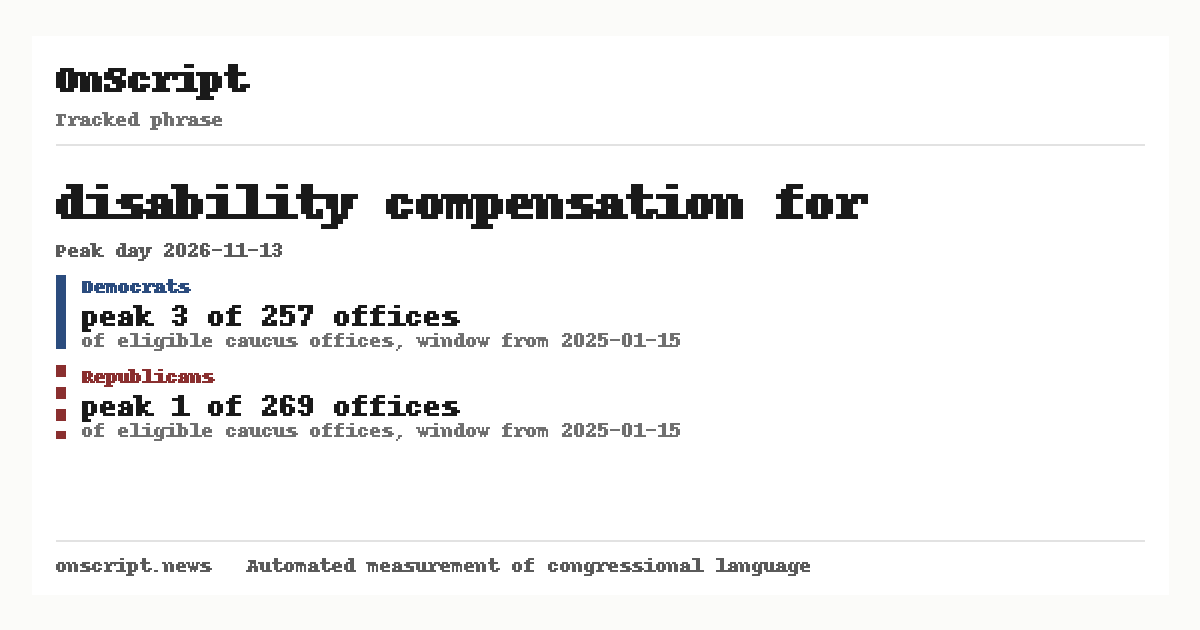 OnScript
Tracked phrase
disability compensation for
Peak day 2026-11-13
Democrats
peak 3 of 257 offices
of eligible caucus offices, window from 2025-01-15
Republicans
peak 1 of 269 offices
of eligible caucus offices, window from 2025-01-15
onscript.news Automated measurement of congressional language